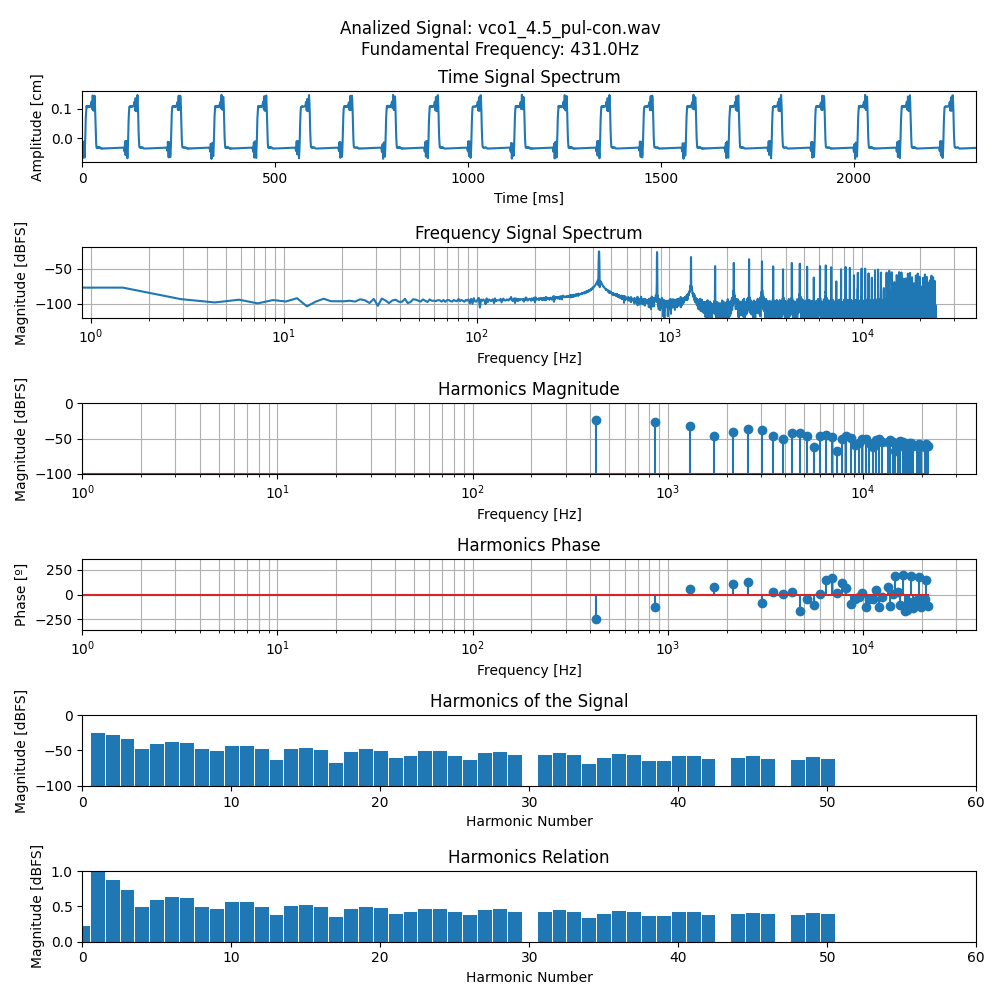 Analized Signal: vco1_4.5_pul-con.wav
Fundamental Frequency: 431.0Hz
Time Signal Spectrum
Amplitude [cm]
0.1
0.0
0 500 1000 1500 2000
Time [ms]
Frequency Signal Spectrum
Magnitude [dBFS]
−50
−100
10⁰ 10¹ 10² 10³ 10⁴
Frequency [Hz]
Harmonics Magnitude
Magnitude [dBFS]
0
−50
−100
10⁰ 10¹ 10² 10³ 10⁴
Frequency [Hz]
Harmonics Phase
Phase [º]
250
0
−250
10⁰ 10¹ 10² 10³ 10⁴
Frequency [Hz]
Harmonics of the Signal
Magnitude [dBFS]
0
−50
−100
0 10 20 30 40 50 60
Harmonic Number
Harmonics Relation
Magnitude [dBFS]
1.0
0.5
0.0
0 10 20 30 40 50 60
Harmonic Number